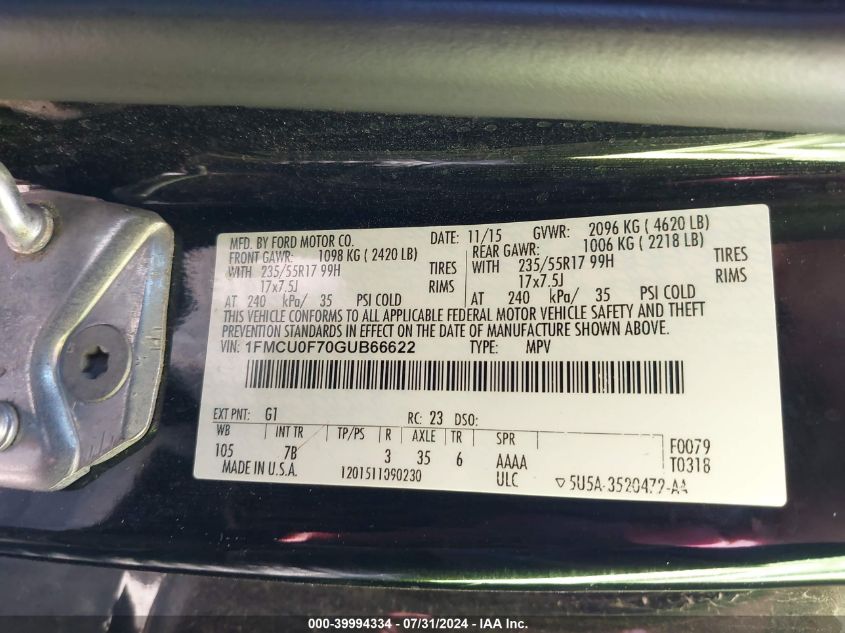 MFD. BY FORD MOTOR CO. DATE: 11/15 GVWR: 2096 KG ( 4620 LB)
FRONT GAWR: 1098 KG ( 2420 LB) REAR GAWR: 1006 KG ( 2218 LB)
WITH 235/55R17 99H TIRES WITH 235/55R17 99H TIRES
17x7.5J RIMS 17x7.5J RIMS
AT 240 kPa/ 35 PSI COLD AT 240 kPa/ 35 PSI COLD
THIS VEHICLE CONFORMS TO ALL APPLICABLE FEDERAL MOTOR VEHICLE SAFETY AND THEFT
PREVENTION STANDARDS IN EFFECT ON THE DATE OF MANUFACTURE SHOWN ABOVE.
VIN: 1FMCU0F70GUB66622 TYPE: MPV
EXT PNT: G1 RC: 23 DSO:
WB INT TR TP/PS R AXLE TR SPR F0079
105 7B 3 35 6 AAAA T0318
MADE IN U.S.A. 1201511090230 ULC ▽5U5A-3520472-AA
000-39994334 - 07/31/2024 - IAA Inc.